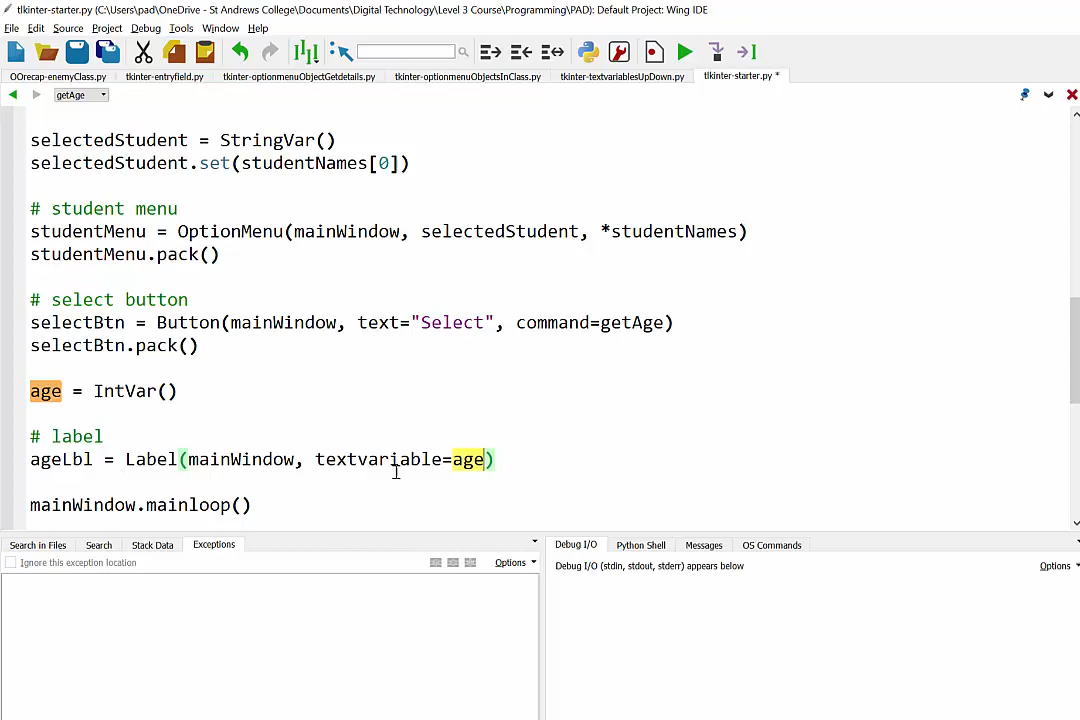 tlkinter-starter.py (C:\Users\pad\OneDrive - St Andrews College\Documents\Digital Technology\Level 3 Course\Programming\PAD): Default Project: Wing IDE
File Edit Source Project Debug Tools Window Help
OOrecap-enemyClass.py tkinter-entryfield.py tkinter-optionmenuObjectGetdetails.py tkinter-optionmenuObjectsInClass.py tkinter-textvariablesUpDown.py tlkinter-starter.py *
getAge
selectedStudent = StringVar()
selectedStudent.set(studentNames[0])
# student menu
studentMenu = OptionMenu(mainWindow, selectedStudent, *studentNames)
studentMenu.pack()
# select button
selectBtn = Button(mainWindow, text="Select", command=getAge)
selectBtn.pack()
age = IntVar()
# label
ageLbl = Label(mainWindow, textvariable=age)
mainWindow.mainloop()
Search in Files Search Stack Data Exceptions
Ignore this exception location Options
Debug I/O Python Shell Messages OS Commands
Debug I/O (stdin, stdout, stderr) appears below Options